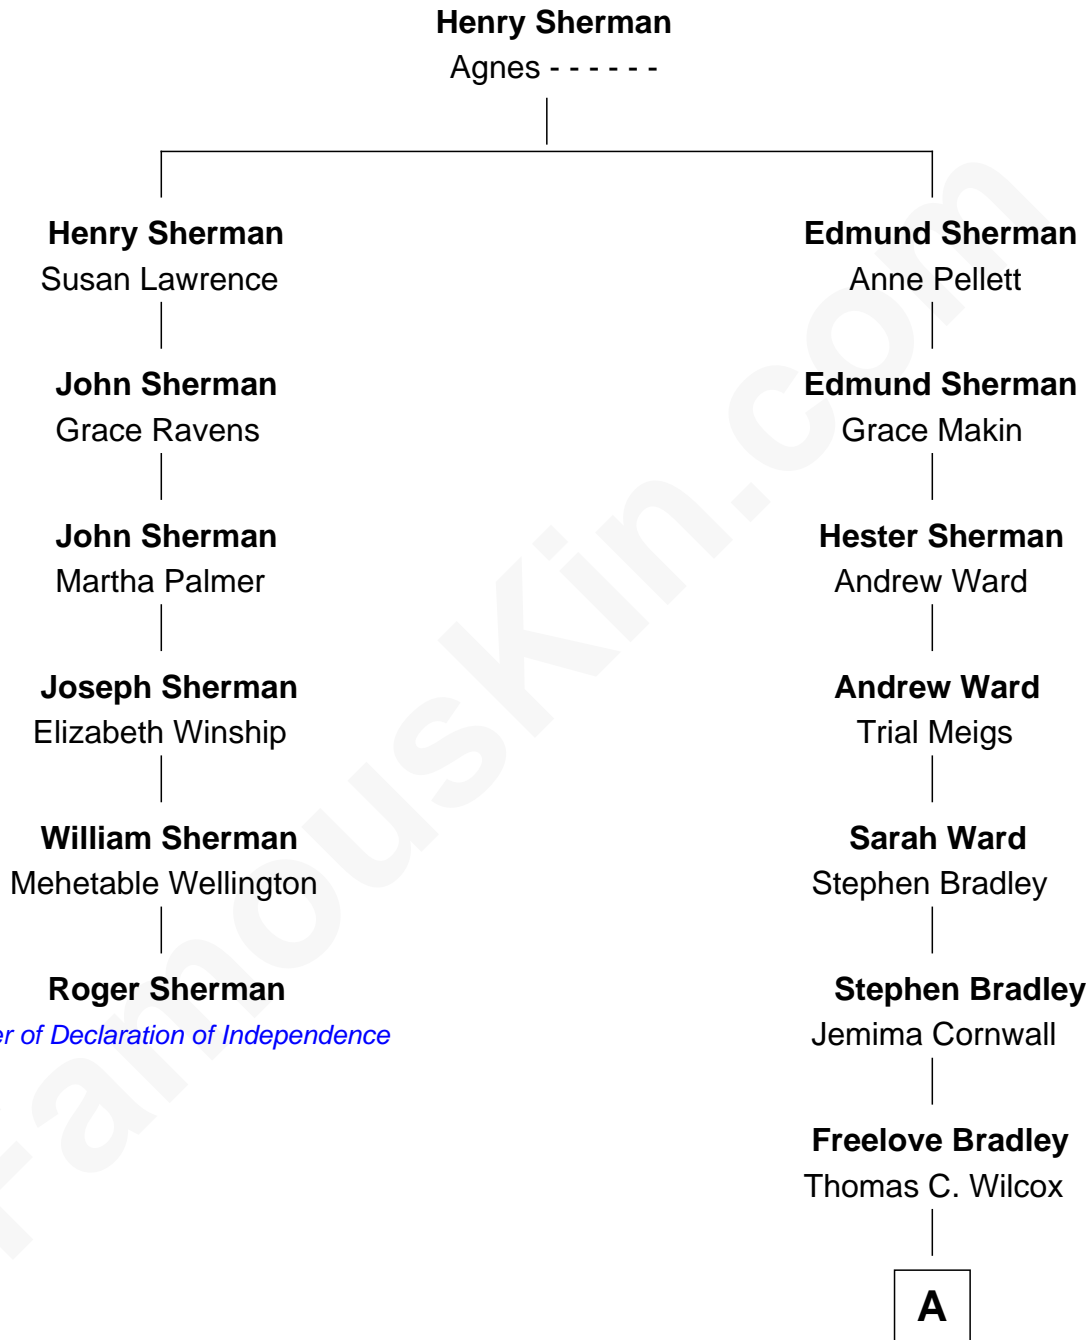 Henry Sherman
Agnes - - - - - -
Henry Sherman
Susan Lawrence
Edmund Sherman
Anne Pellett
John Sherman
Grace Ravens
Edmund Sherman
Grace Makin
John Sherman
Martha Palmer
Hester Sherman
Andrew Ward
Joseph Sherman
Elizabeth Winship
Andrew Ward
Trial Meigs
William Sherman
Mehetable Wellington
Sarah Ward
Stephen Bradley
Roger Sherman
er of Declaration of Independence
Stephen Bradley
Jemima Cornwall
Freelove Bradley
Thomas C. Wilcox
A
FamousKin.com